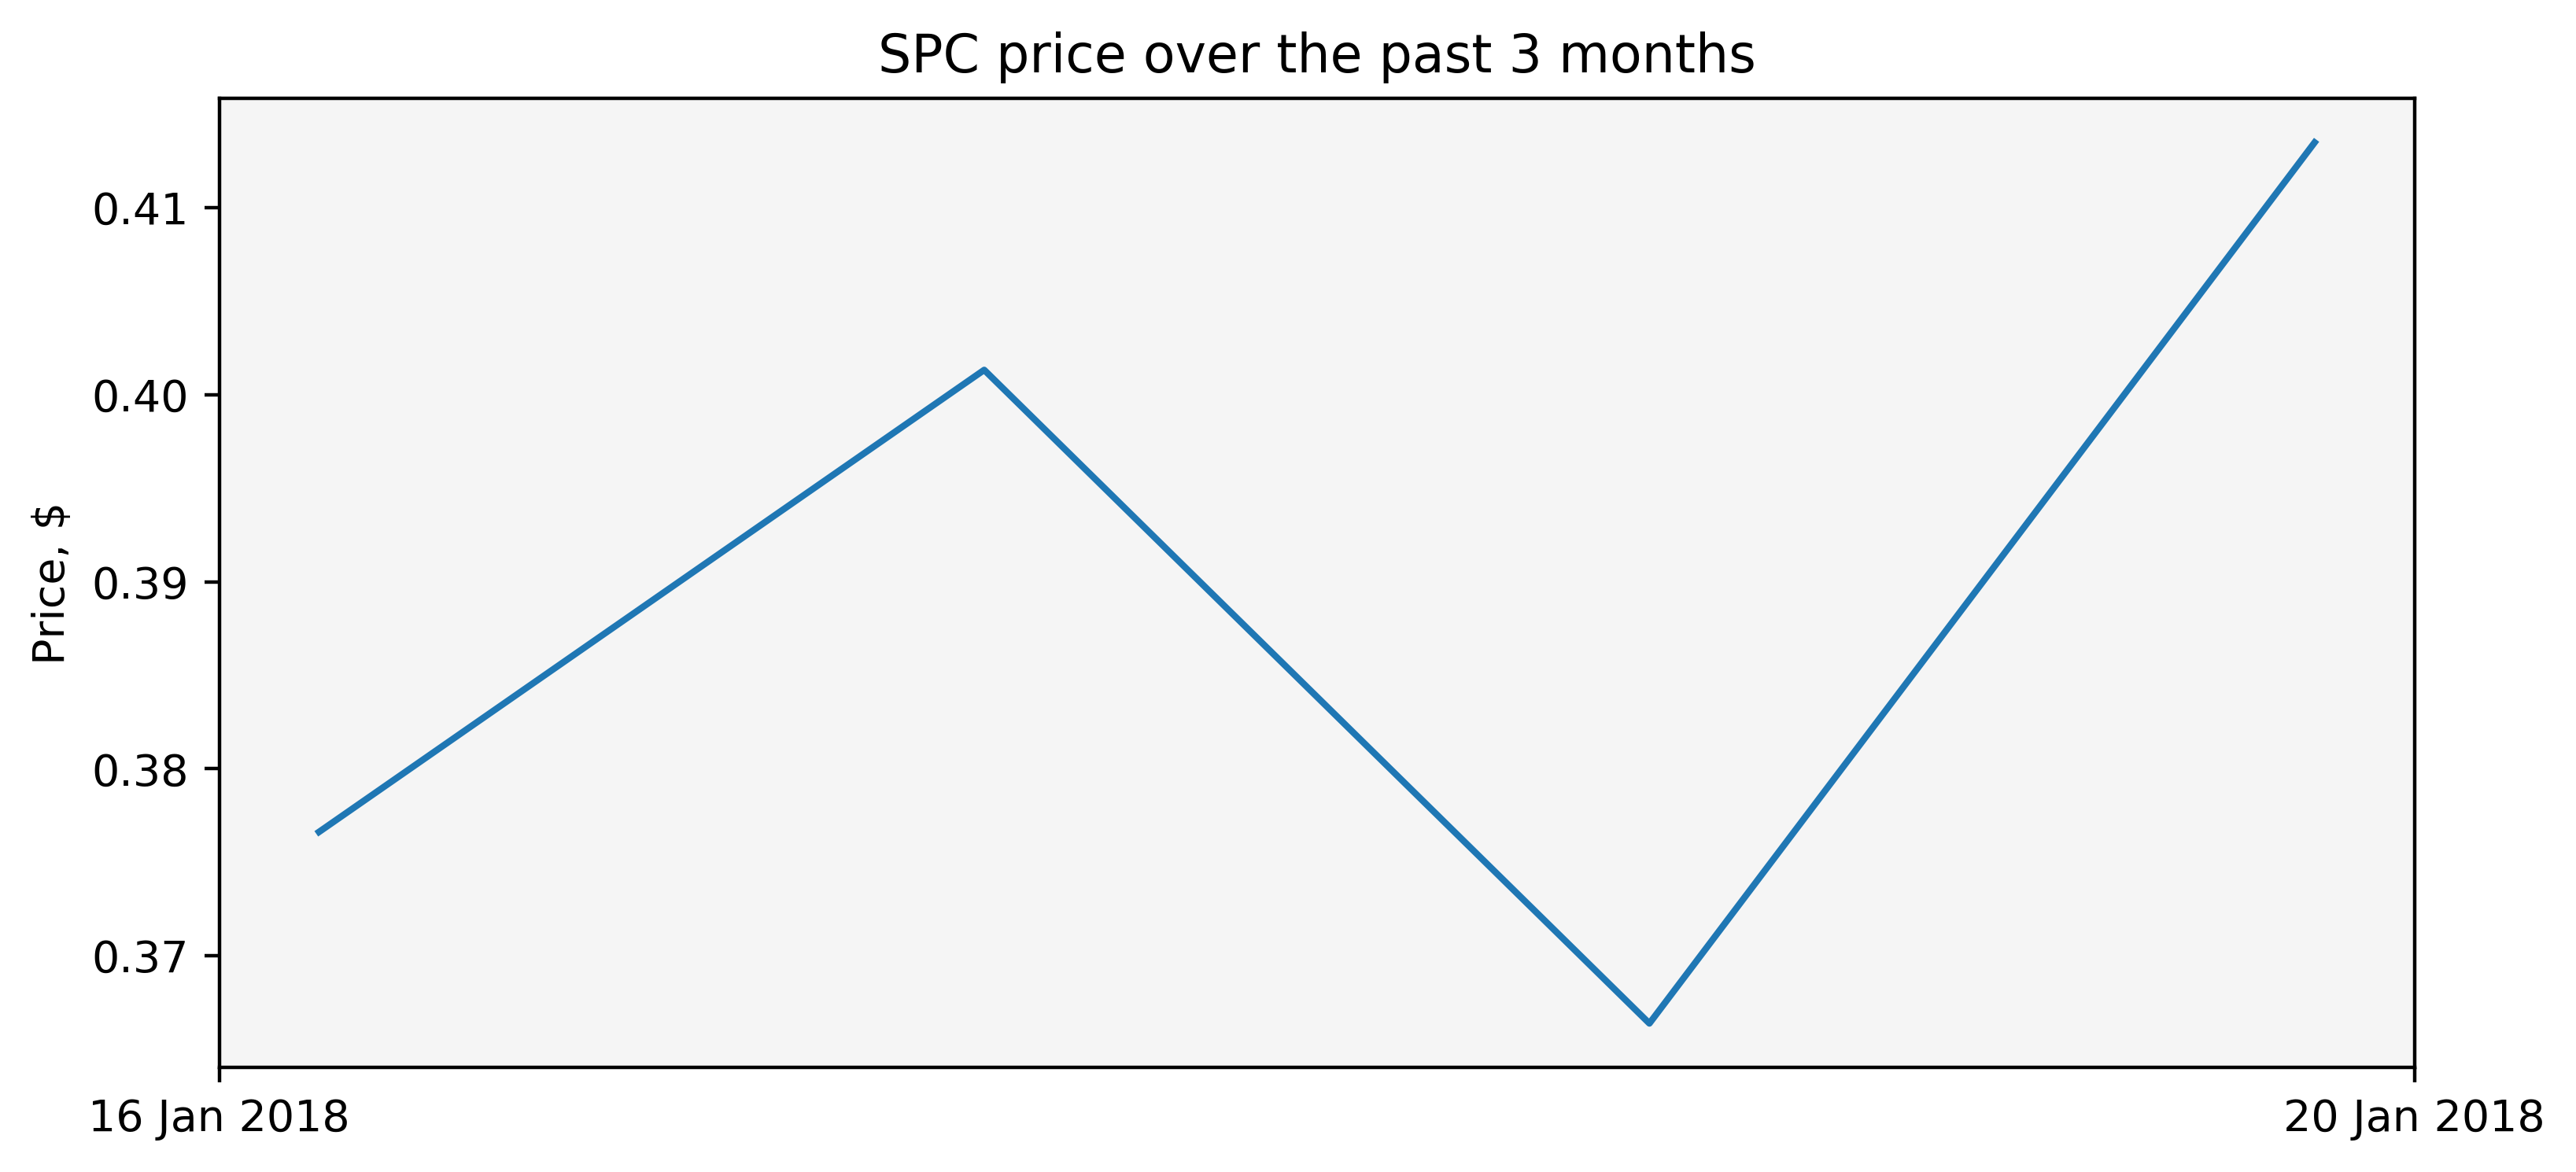 SPC price over the past 3 months
Price, $
0.41
0.40
0.39
0.38
0.37
16 Jan 2018
20 Jan 2018